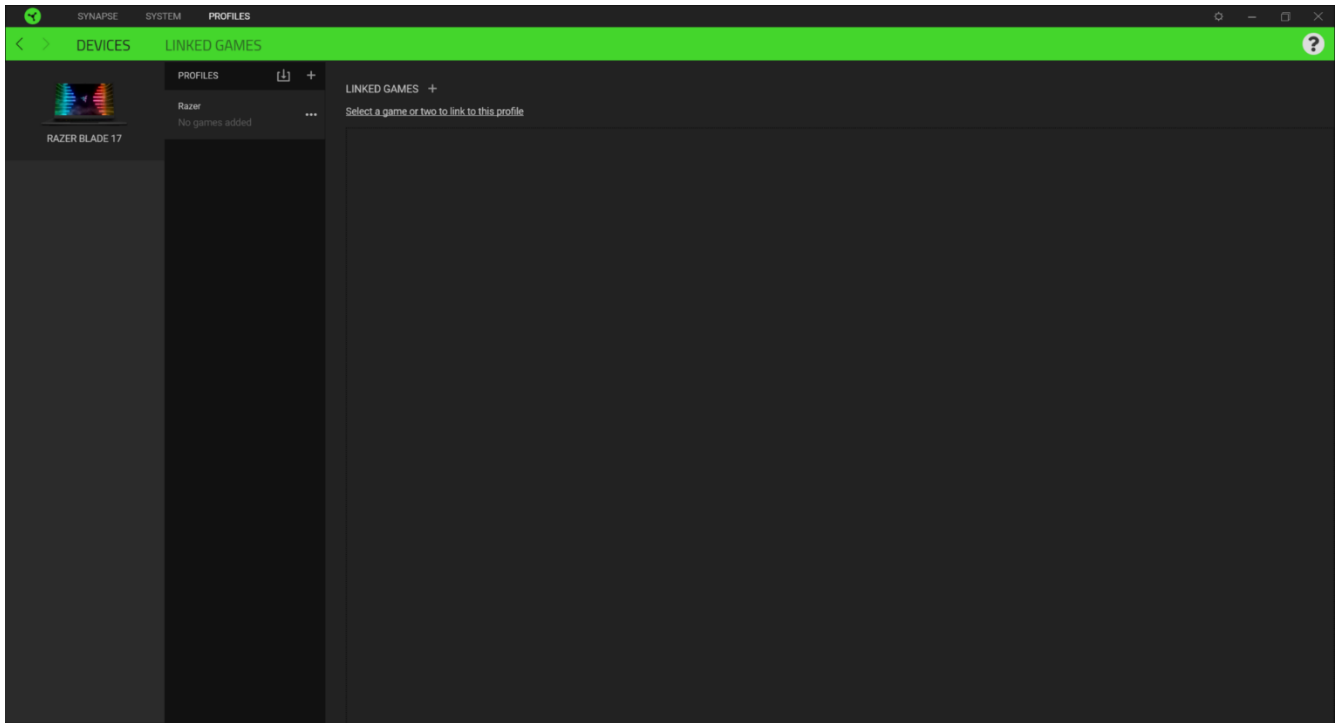 SYNAPSE SYSTEM PROFILES
DEVICES LINKED GAMES
?
RAZER BLADE 17
PROFILES
Razer
No games added
LINKED GAMES
Select a game or two to link to this profile